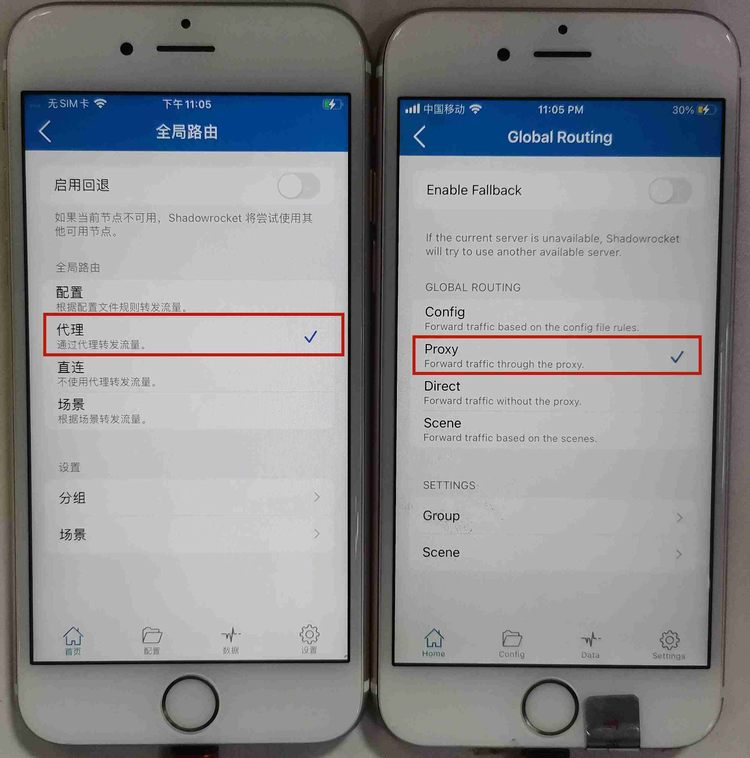 无SIM卡
下午11:05
全局路由
启用回退
如果当前节点不可用，Shadowrocket 将尝试使用其
他可用节点。
全局路由
配置
根据配置文件规则转发流量。
代理
通过代理转发流量。
直连
不使用代理转发流量。
场景
根据场景转发流量。
设置
分组
场景
首页
配置
数据
设置
中国移动
11:05 PM
30%
Global Routing
Enable Fallback
If the current server is unavailable, Shadowrocket
will try to use another available server.
GLOBAL ROUTING
Config
Forward traffic based on the config file rules.
Proxy
Forward traffic through the proxy.
Direct
Forward traffic without the proxy.
Scene
Forward traffic based on the scenes.
SETTINGS
Group
Scene
Home
Config
Data
Settings